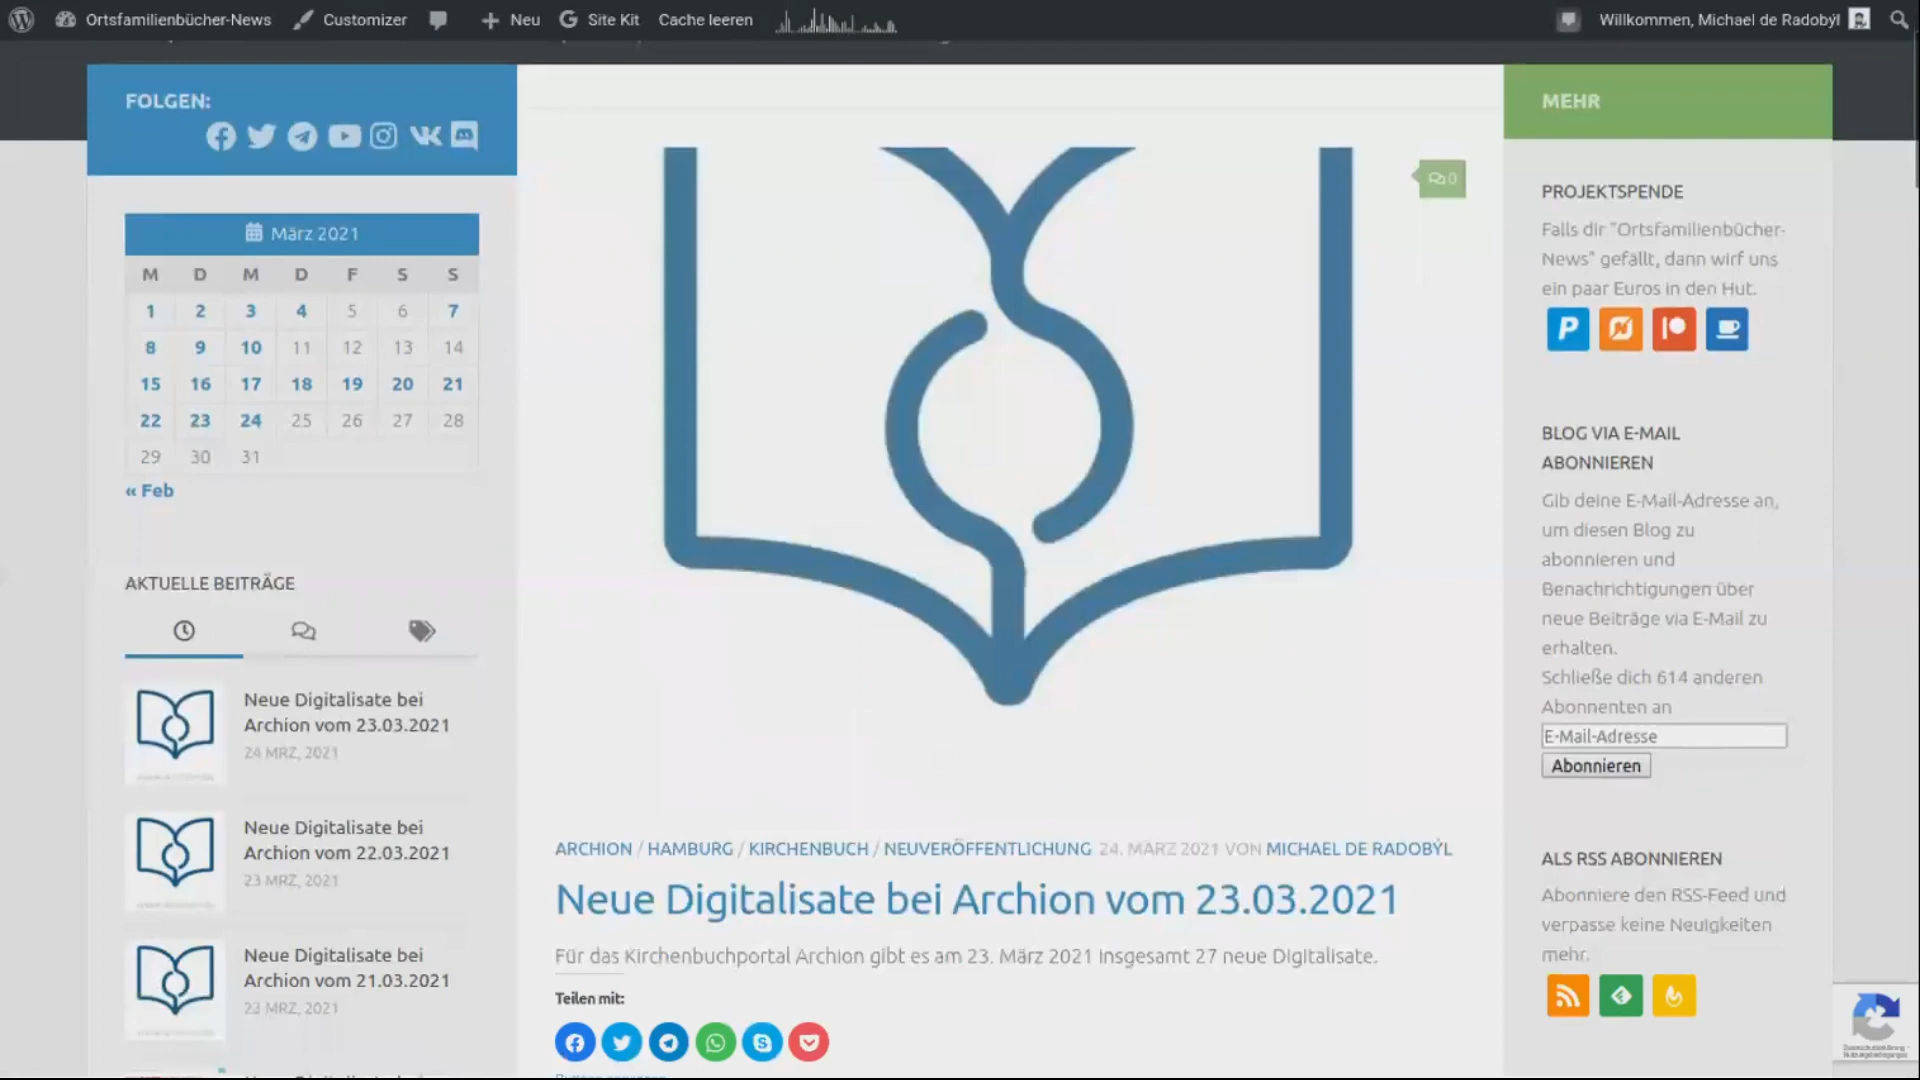 Ortsfamilienbücher-News Customizer Neu Site Kit Cache leeren Willkommen, Michael de Radobýl
FOLGEN:
März 2021
M D M D F S S
1 2 3 4 5 6 7
8 9 10 11 12 13 14
15 16 17 18 19 20 21
22 23 24 25 26 27 28
29 30 31
« Feb
AKTUELLE BEITRÄGE
Neue Digitalisate bei
Archion vom 23.03.2021
24 MRZ, 2021
Neue Digitalisate bei
Archion vom 22.03.2021
23 MRZ, 2021
Neue Digitalisate bei
Archion vom 21.03.2021
23 MRZ, 2021
0
ARCHION / HAMBURG / KIRCHENBUCH / NEUVERÖFFENTLICHUNG 24. MÄRZ 2021 VON MICHAEL DE RADOBÝL
Neue Digitalisate bei Archion vom 23.03.2021
Für das Kirchenbuchportal Archion gibt es am 23. März 2021 insgesamt 27 neue Digitalisate.
Teilen mit:
MEHR
PROJEKTSPENDE
Falls dir "Ortsfamilienbücher-
News" gefällt, dann wirf uns
ein paar Euros in den Hut.
BLOG VIA E-MAIL
ABONNIEREN
Gib deine E-Mail-Adresse an,
um diesen Blog zu
abonnieren und
Benachrichtigungen über
neue Beiträge via E-Mail zu
erhalten.
Schließe dich 614 anderen
Abonnenten an
E-Mail-Adresse
Abonnieren
ALS RSS ABONNIEREN
Abonniere den RSS-Feed und
verpasse keine Neuigkeiten
mehr.